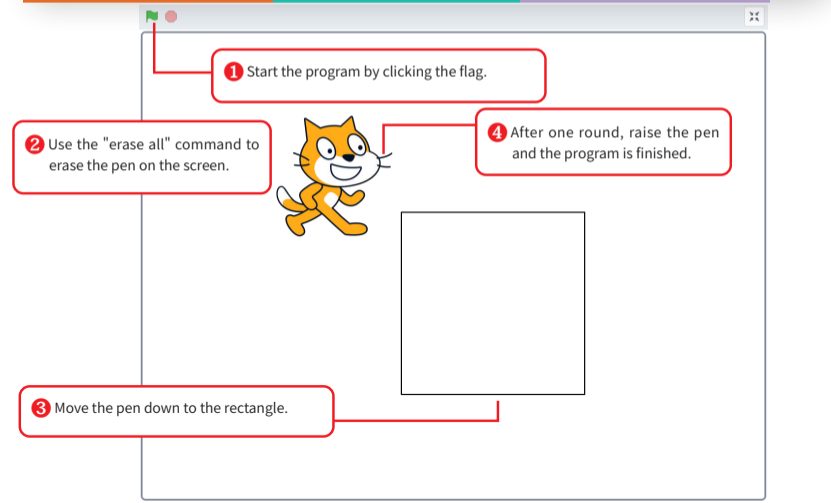 1 Start the program by clicking the flag.
2 Use the "erase all" command to
erase the pen on the screen.
4 After one round, raise the pen
and the program is finished.
3 Move the pen down to the rectangle.